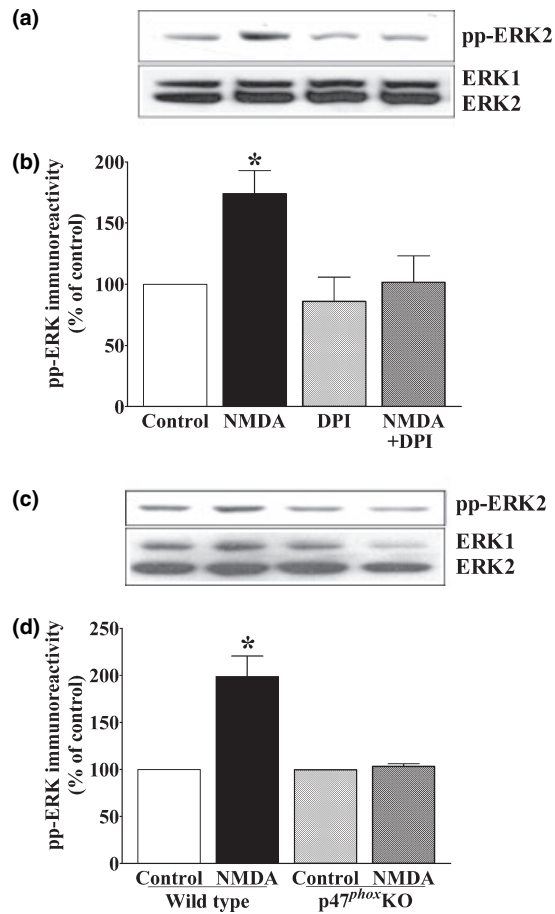 (a)
pp-ERK2
ERK1
ERK2
(b)
pp-ERK immunoreactivity
(% of control)
200
150
100
50
0
*
Control NMDA DPI NMDA
+DPI
(c)
pp-ERK2
ERK1
ERK2
(d)
pp-ERK immunoreactivity
(% of control)
250
200
150
100
50
0
*
Control NMDA Control NMDA
Wild type p47phoxKO